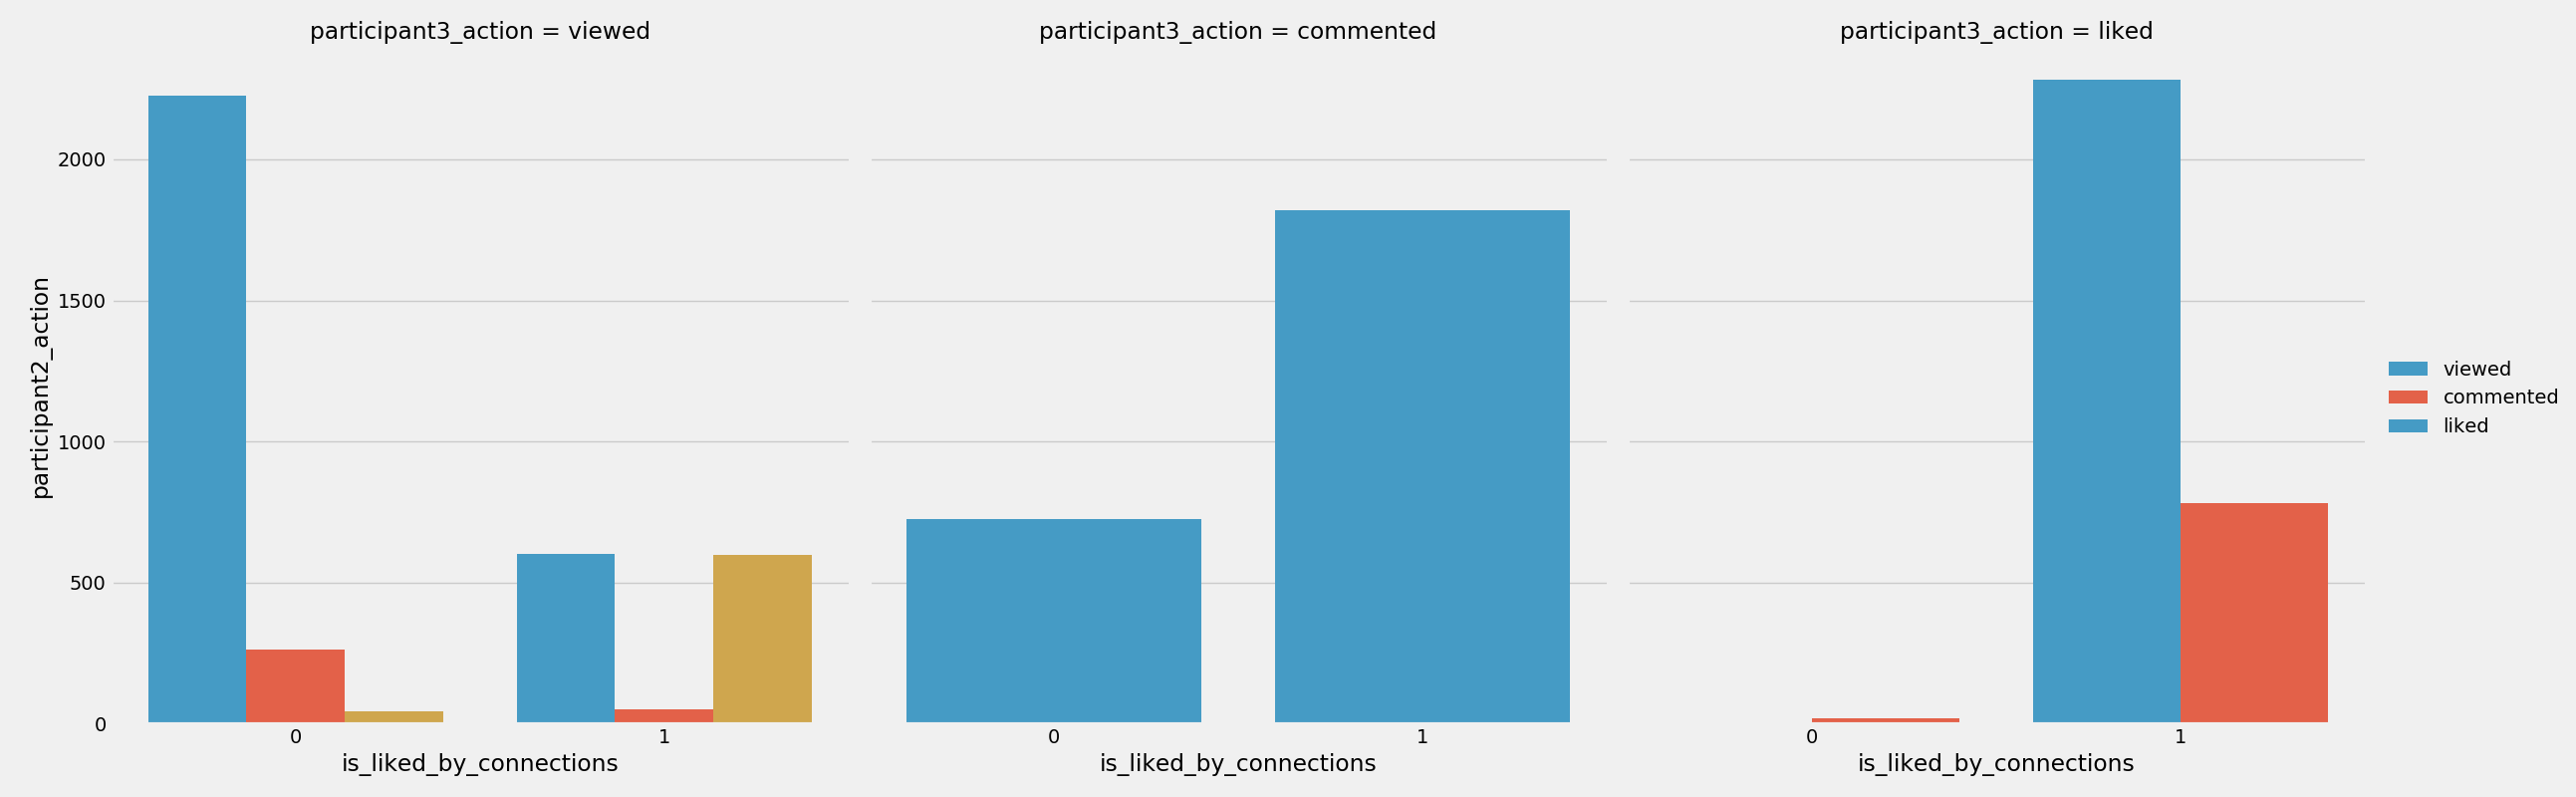 participant3_action = viewed
participant3_action = commented
participant3_action = liked
participant2_action
2000
1500
1000
500
0
0
1
is_liked_by_connections
0
1
is_liked_by_connections
0
1
is_liked_by_connections
viewed
commented
liked